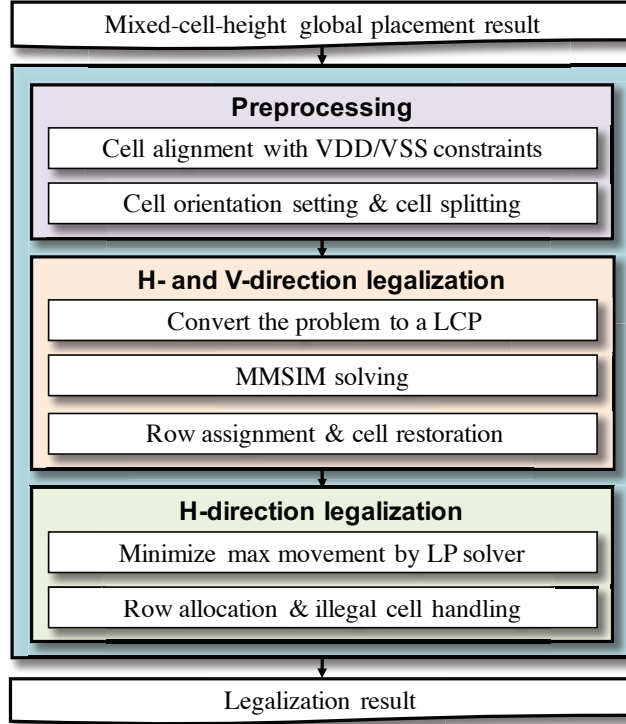 Mixed-cell-height global placement result
Preprocessing
Cell alignment with VDD/VSS constraints
Cell orientation setting & cell splitting
H- and V-direction legalization
Convert the problem to a LCP
MMSIM solving
Row assignment & cell restoration
H-direction legalization
Minimize max movement by LP solver
Row allocation & illegal cell handling
Legalization result